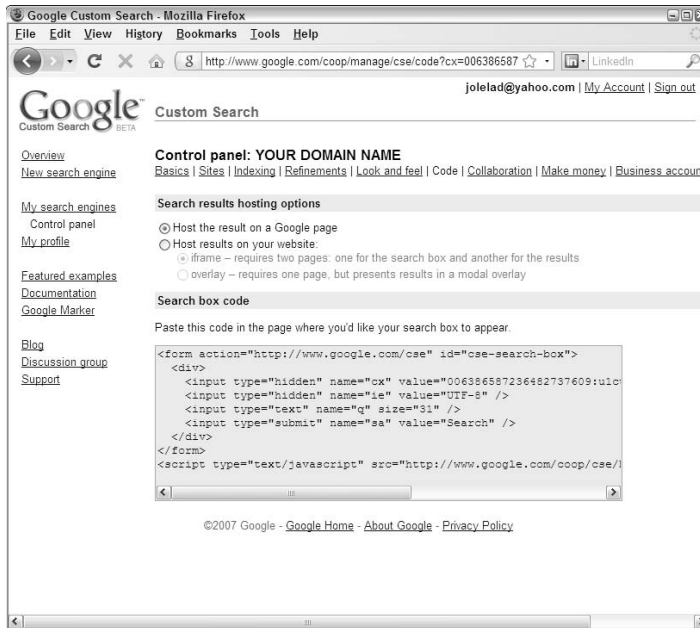 Google Custom Search - Mozilla Firefox
File Edit View History Bookmarks Tools Help
http://www.google.com/coop/manage/cse/code?cx=006386587
LinkedIn
jolelad@yahoo.com | My Account | Sign out
Google
Custom Search BETA
Custom Search
Overview
New search engine
My search engines
Control panel
My profile
Featured examples
Documentation
Google Marker
Blog
Discussion group
Support
Control panel: YOUR DOMAIN NAME
Basics | Sites | Indexing | Refinements | Look and feel | Code | Collaboration | Make money | Business accoun
Search results hosting options
Host the result on a Google page
Host results on your website:
iframe – requires two pages: one for the search box and another for the results
overlay – requires one page, but presents results in a modal overlay
Search box code
Paste this code in the page where you'd like your search box to appear.
<form action="http://www.google.com/cse" id="cse-search-box">
<div>
<input type="hidden" name="cx" value="006386587236482737609:u1c
<input type="hidden" name="ie" value="UTF-8" />
<input type="text" name="q" size="31" />
<input type="submit" name="sa" value="Search" />
</div>
</form>
<script type="text/javascript" src="http://www.google.com/coop/cse/
©2007 Google - Google Home - About Google - Privacy Policy